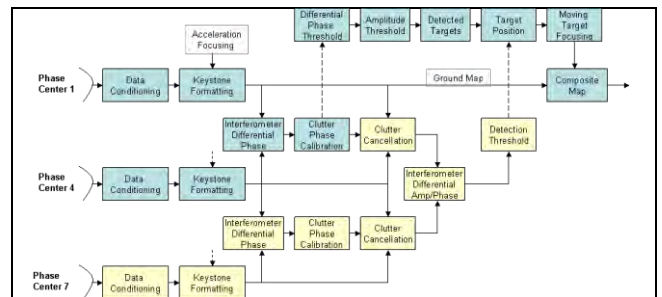 Differential
Phase
Threshold
Amplitude
Threshold
Detected
Targets
Target
Position
Moving
Target
Focusing
Acceleration
Focusing
Phase
Center 1
Data
Conditioning
Keystone
Formatting
Ground Map
Composite
Map
Interferometer
Differential
Phase
Clutter
Phase
Calibration
Clutter
Cancellation
Detection
Threshold
Phase
Center 4
Data
Conditioning
Keystone
Formatting
Interferometer
Differential
Amp/Phase
Interferometer
Differential
Phase
Clutter
Phase
Calibration
Clutter
Cancellation
Phase
Center 7
Data
Conditioning
Keystone
Formatting